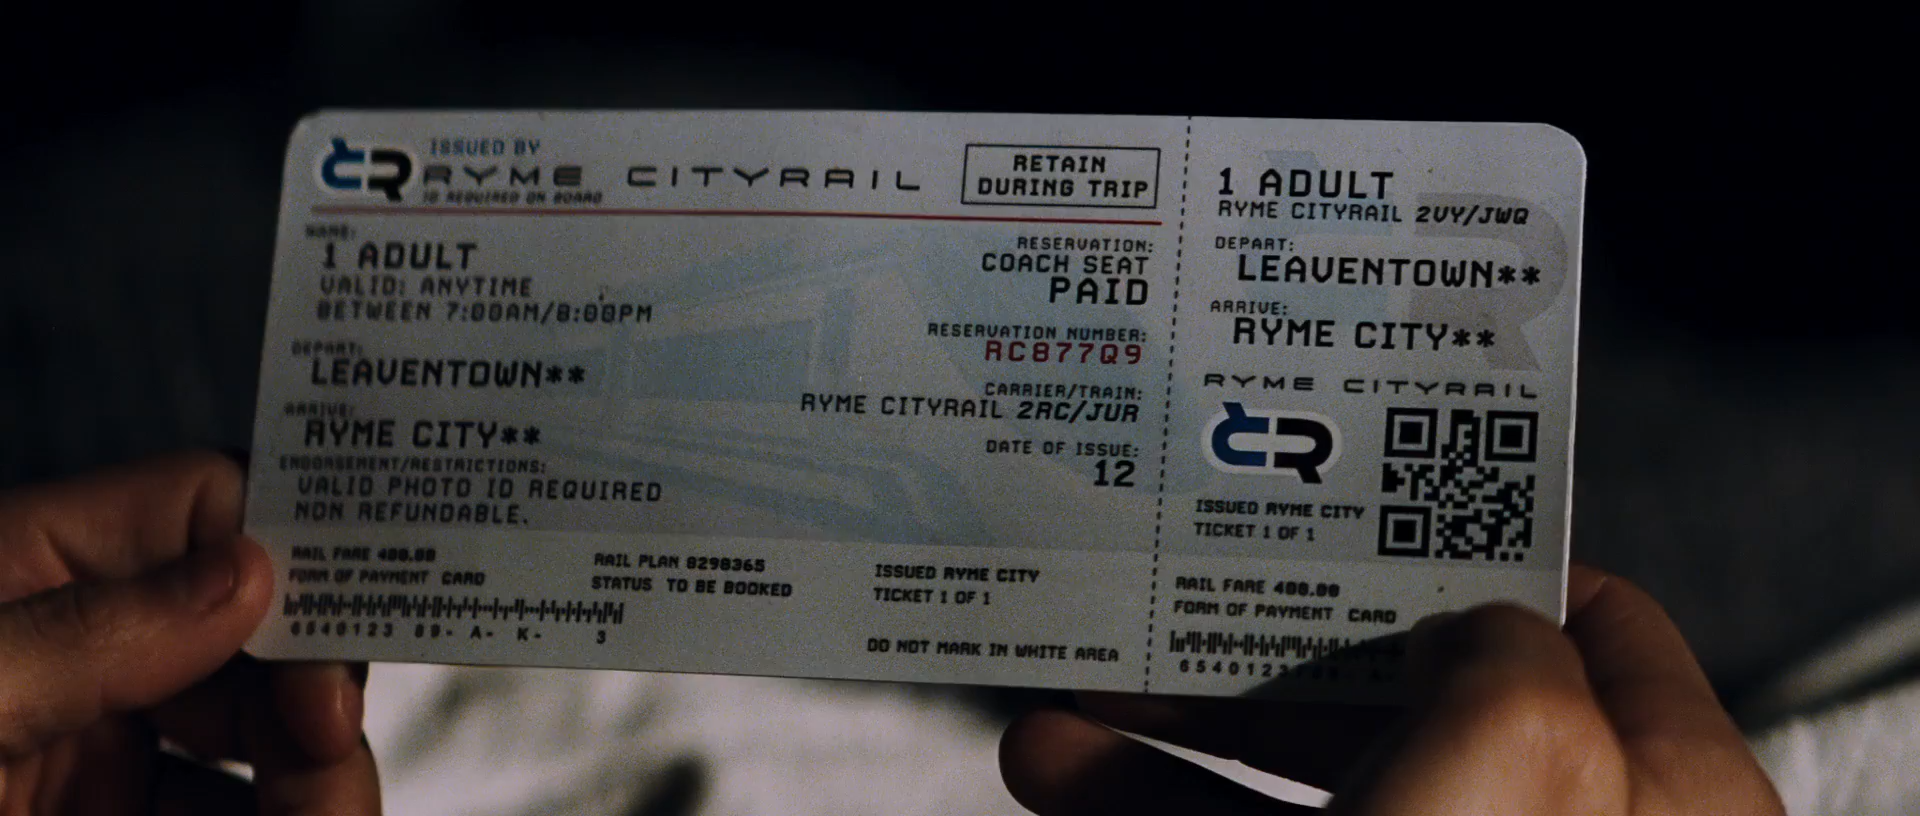 ISSUED BY
RYME CITYRAIL
ID REQUIRED ON BOARD
RETAIN
DURING TRIP
NAME:
1 ADULT
VALID: ANYTIME
BETWEEN 7:00AM/8:00PM
DEPART:
LEAVENTOWN**
ARRIVE:
RYME CITY**
ENDORSEMENT/RESTRICTIONS:
VALID PHOTO ID REQUIRED
NON REFUNDABLE.
RESERVATION:
COACH SEAT
PAID
RESERVATION NUMBER:
RC877Q9
CARRIER/TRAIN:
RYME CITYRAIL 2RC/JUR
DATE OF ISSUE:
12
RAIL FARE 400.00
FORM OF PAYMENT CARD
6540123 89- A- K- 3
RAIL PLAN 8298365
STATUS TO BE BOOKED
ISSUED RYME CITY
TICKET 1 OF 1
DO NOT MARK IN WHITE AREA
1 ADULT
RYME CITYRAIL 2VY/JWQ
DEPART:
LEAVENTOWN**
ARRIVE:
RYME CITY**
RYME CITYRAIL
CR
ISSUED RYME CITY
TICKET 1 OF 1
RAIL FARE 400.00
FORM OF PAYMENT CARD
6540123